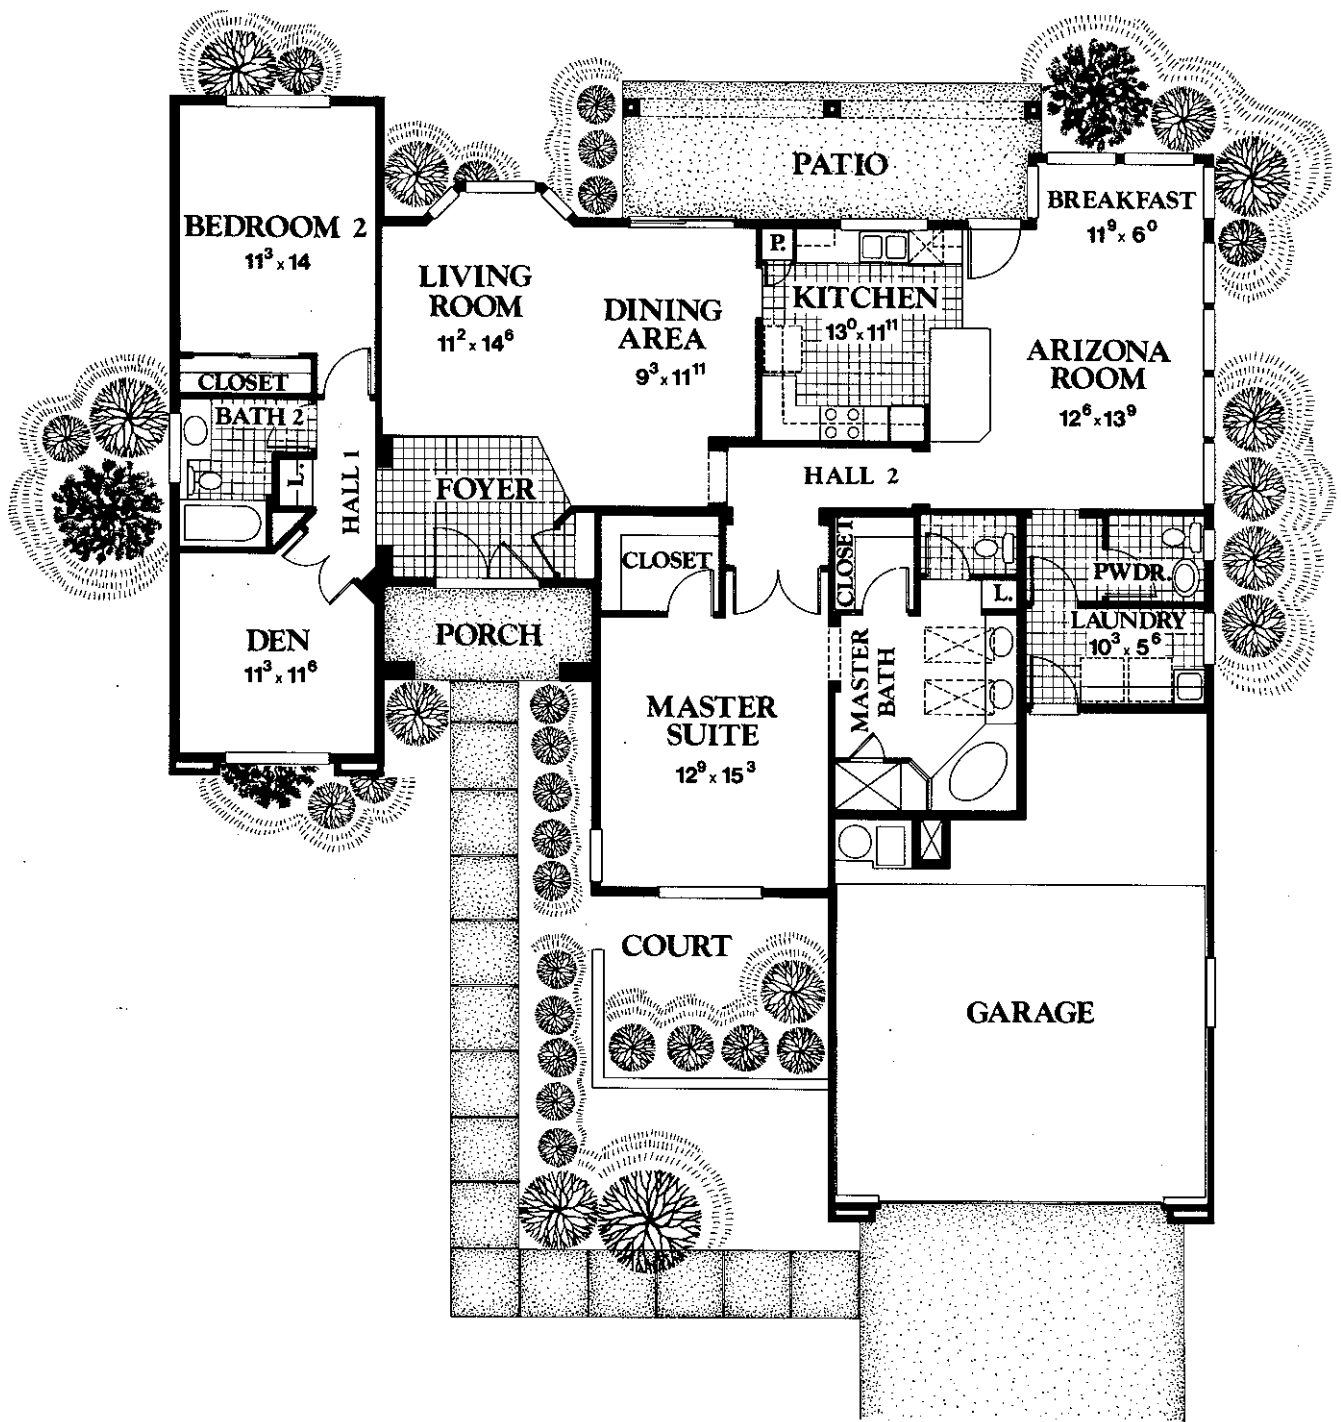 PATIO
BREAKFAST
11⁹ x 6⁰
BEDROOM 2
11³ x 14
P.
LIVING
ROOM
11² x 14⁶
DINING
AREA
9³ x 11¹¹
KITCHEN
13⁰ x 11¹¹
ARIZONA
ROOM
12⁶ x 13⁹
CLOSET
BATH 2
L.
HALL 1
FOYER
HALL 2
CLOSET
CLOSET
L.
PWDR.
LAUNDRY
10³ x 5⁶
DEN
11³ x 11⁶
PORCH
MASTER
BATH
MASTER
SUITE
12⁹ x 15³
COURT
GARAGE